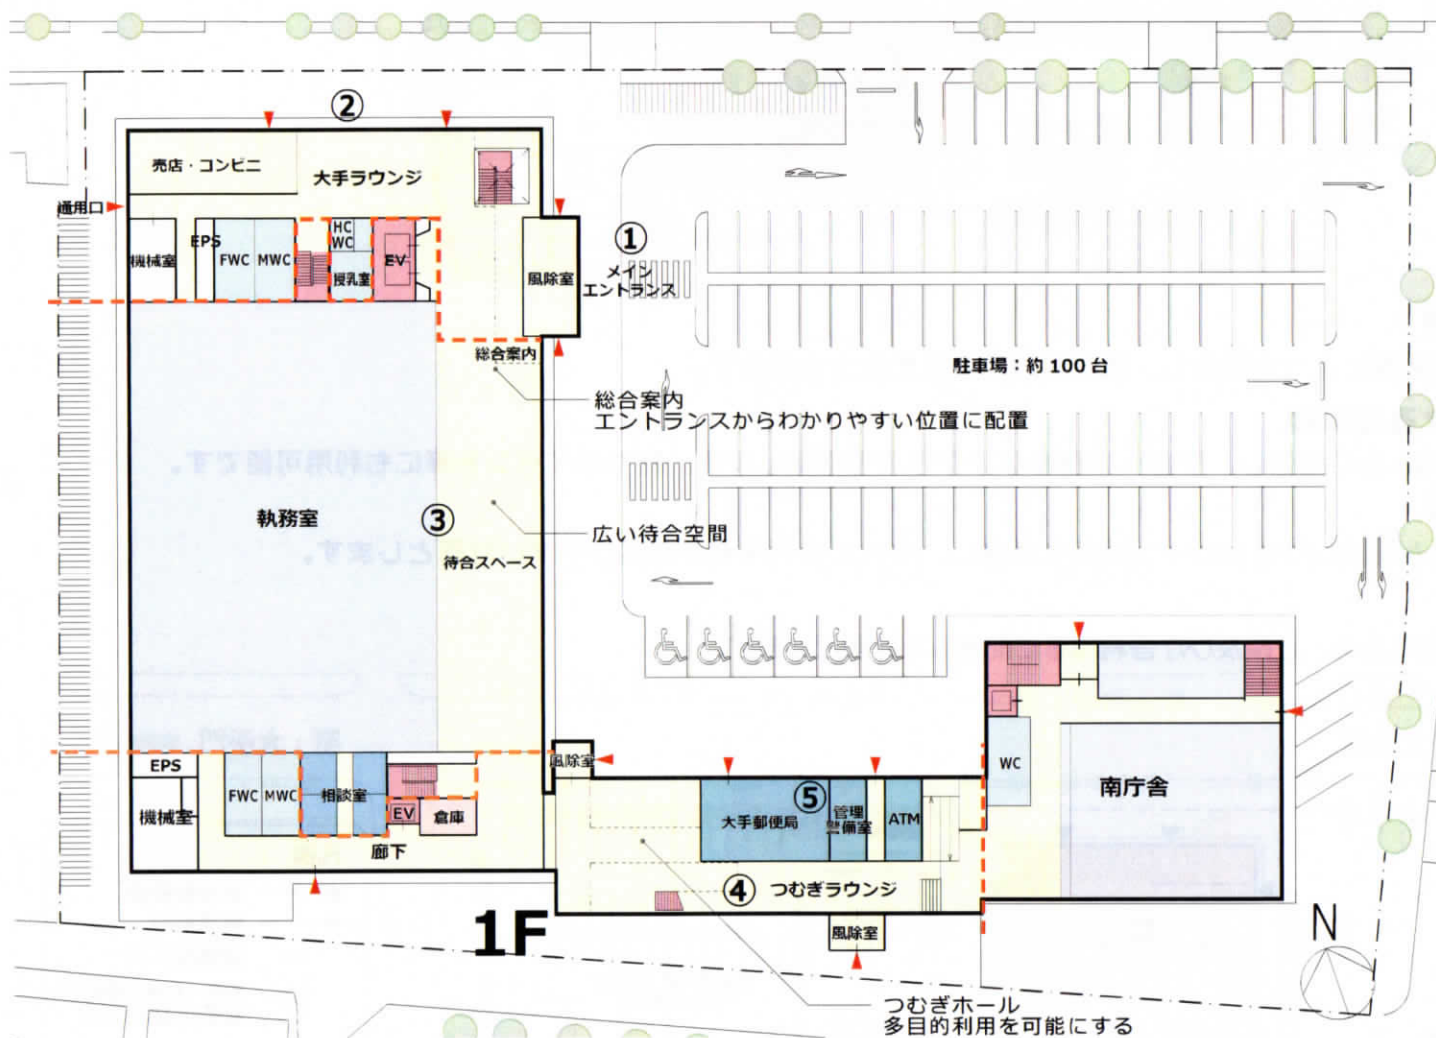 ②
売店・コンビニ
大手ラウンジ
通用口
EPS
機械室
FWC
MWC
HC
WC
授乳室
EV
風除室
①
メイン
エントランス
総合案内
総合案内
エントランスからわかりやすい位置に配置
駐車場：約 100 台
執務室
③
広い待合空間
待合スペース
EPS
機械室
FWC
MWC
相談室
EV
倉庫
廊下
風除室
大手郵便局
⑤
管理
警備室
ATM
WC
南庁舎
④
つむぎラウンジ
風除室
1F
N
つむぎホール
多目的利用を可能にする